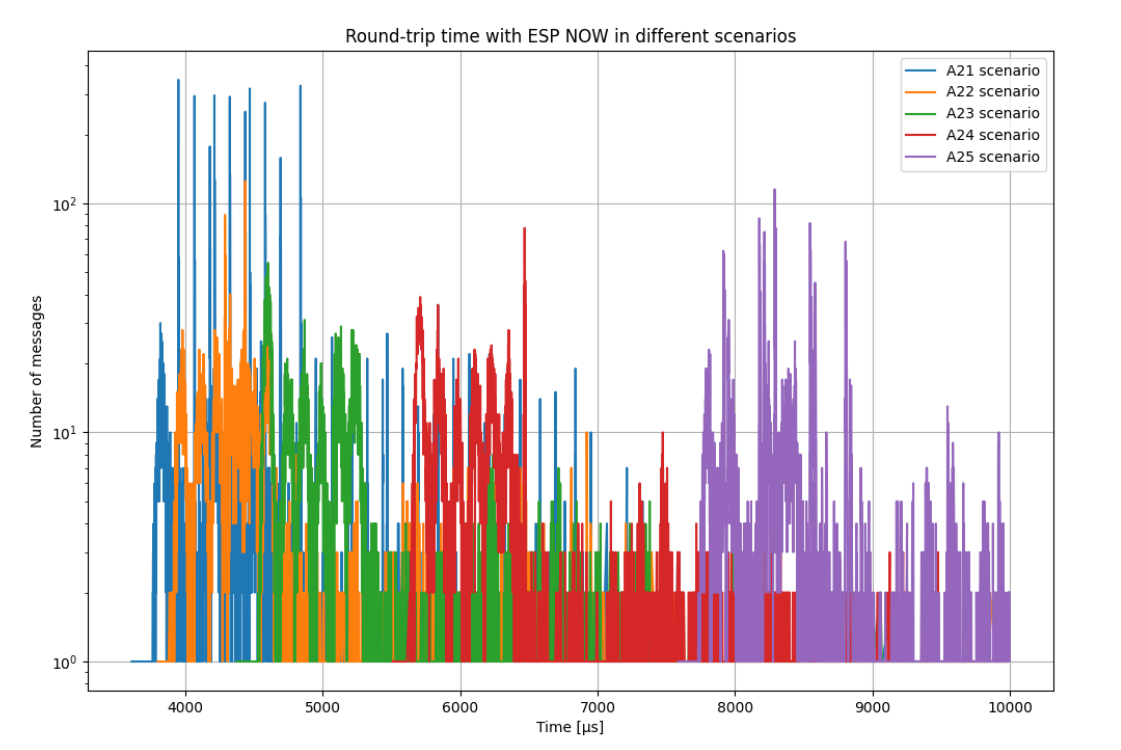 Round-trip time with ESP NOW in different scenarios
A21 scenario
A22 scenario
A23 scenario
A24 scenario
A25 scenario
Number of messages
10²
10¹
10⁰
4000 5000 6000 7000 8000 9000 10000
Time [μs]